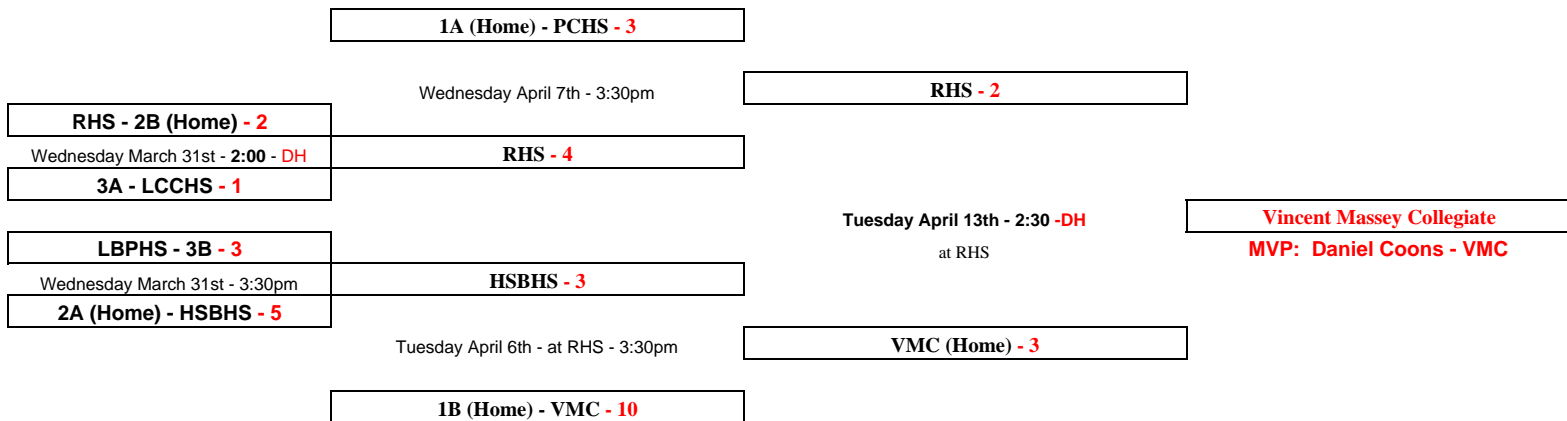 1A (Home) - PCHS - 3
Wednesday April 7th - 3:30pm
RHS - 2
RHS - 2B (Home) - 2
Wednesday March 31st - 2:00 - DH
RHS - 4
3A - LCCHS - 1
Tuesday April 13th - 2:30 -DH
Vincent Massey Collegiate
LBPHS - 3B - 3
at RHS
MVP: Daniel Coons - VMC
Wednesday March 31st - 3:30pm
HSBHS - 3
2A (Home) - HSBHS - 5
Tuesday April 6th - at RHS - 3:30pm
VMC (Home) - 3
1B (Home) - VMC - 10